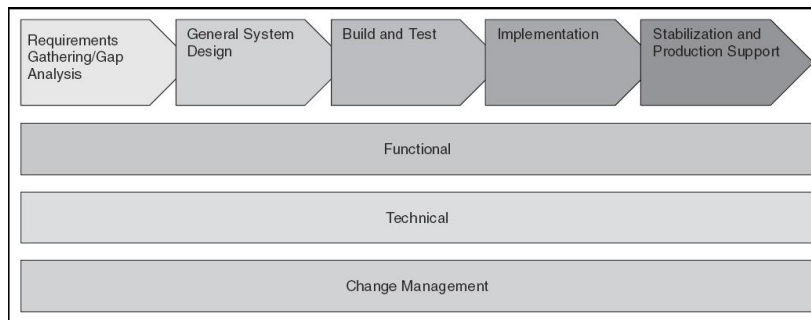 Requirements
Gathering/Gap
Analysis
General System
Design
Build and Test
Implementation
Stabilization and
Production Support
Functional
Technical
Change Management